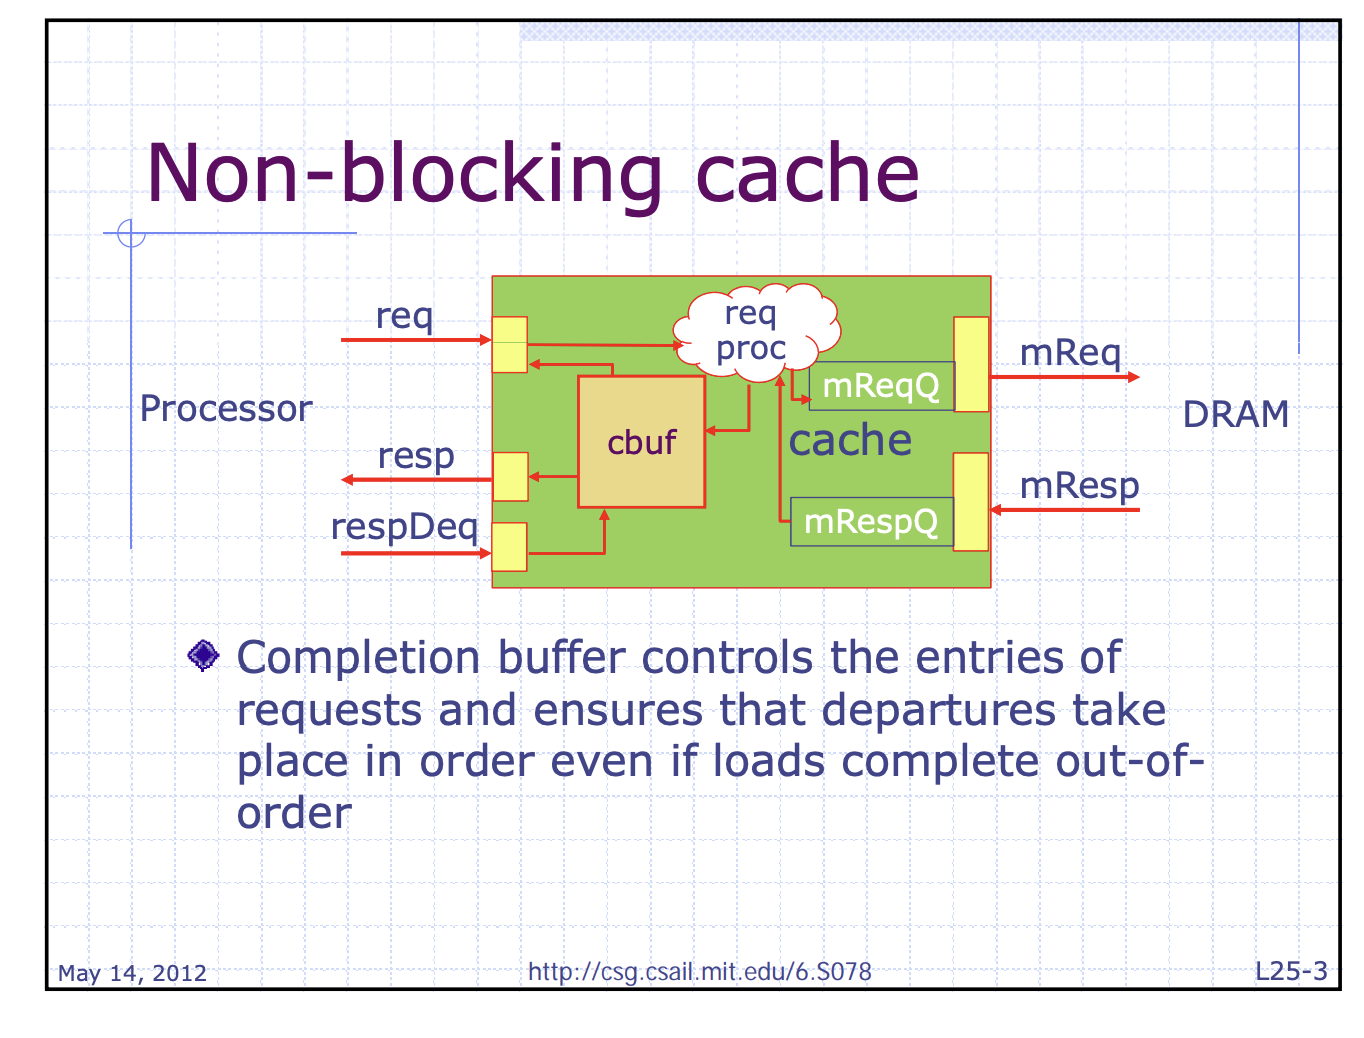 Non-blocking cache
req
req
proc
mReq
mReqQ
Processor
DRAM
cbuf
cache
resp
mResp
respDeq
mRespQ
Completion buffer controls the entries of
requests and ensures that departures take
place in order even if loads complete out-of-
order
May 14, 2012
http://csg.csail.mit.edu/6.S078
L25-3